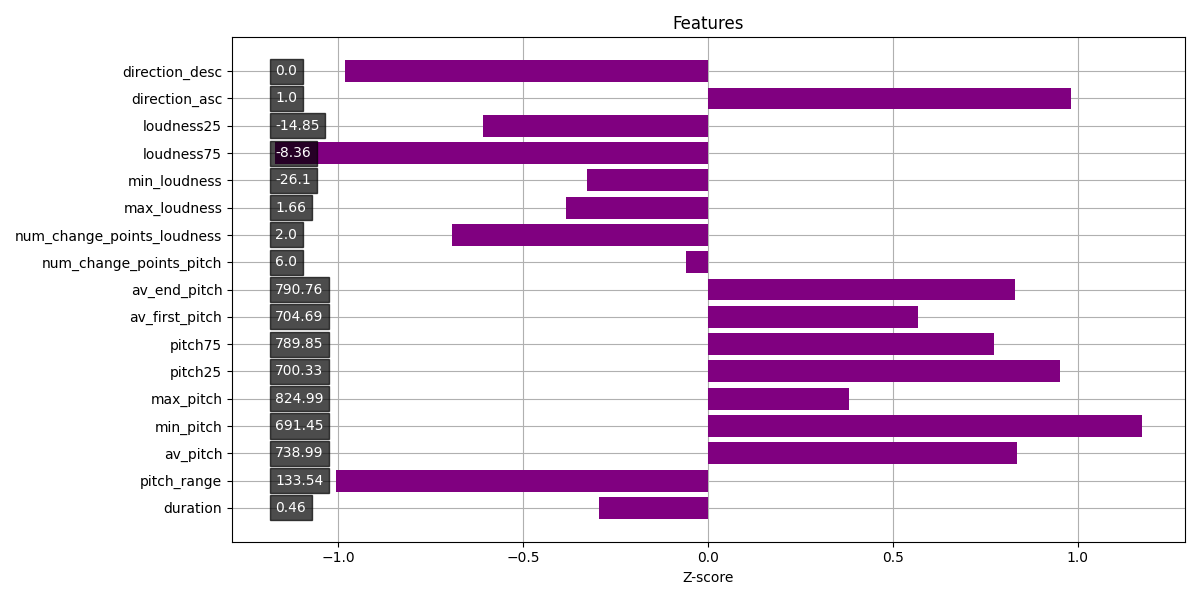 Features
direction_desc 0.0
direction_asc 1.0
loudness25 -14.85
loudness75 -8.36
min_loudness -26.1
max_loudness 1.66
num_change_points_loudness 2.0
num_change_points_pitch 6.0
av_end_pitch 790.76
av_first_pitch 704.69
pitch75 789.85
pitch25 700.33
max_pitch 824.99
min_pitch 691.45
av_pitch 738.99
pitch_range 133.54
duration 0.46
−1.0 −0.5 0.0 0.5 1.0
Z-score